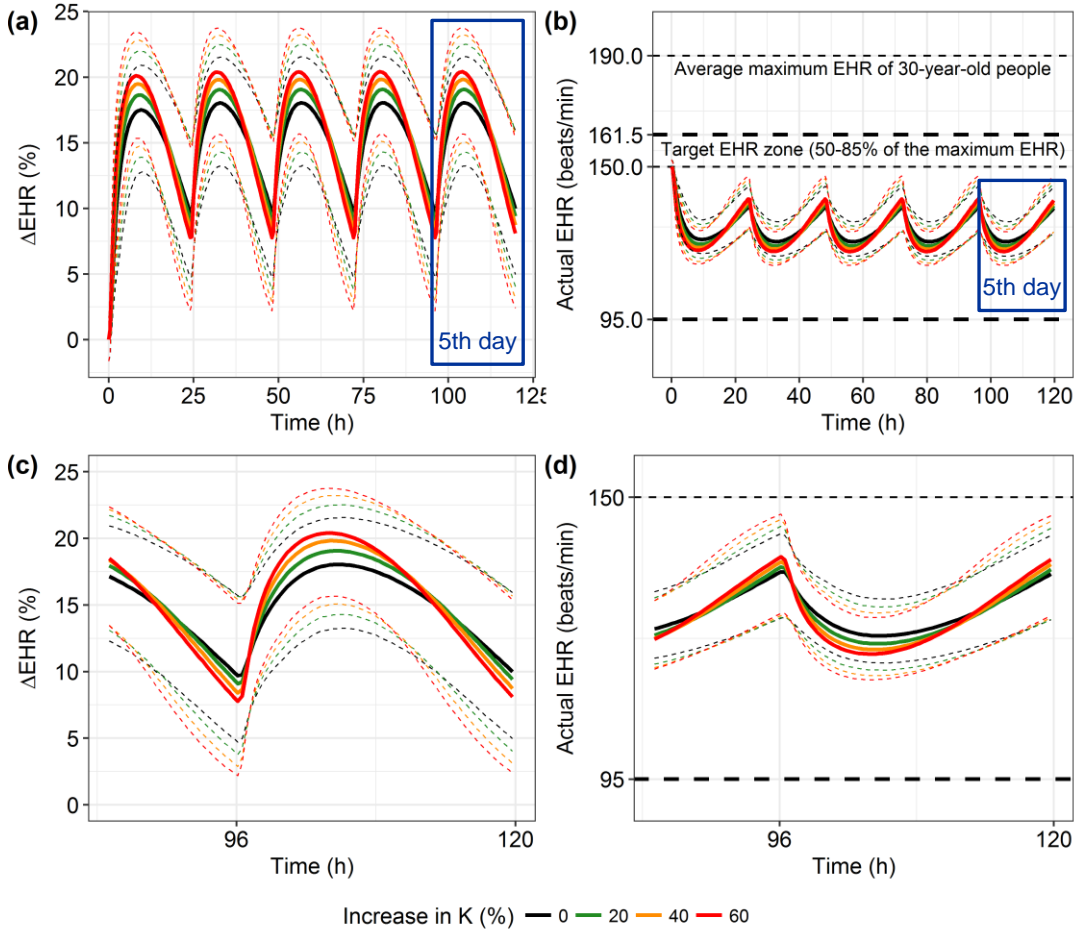 (a)
25
20
15
10
5
0
ΔEHR (%)
0
25
50
75
100
125
Time (h)
5th day
(b)
190.0
161.5
150.0
95.0
Actual EHR (beats/min)
Average maximum EHR of 30-year-old people
Target EHR zone (50-85% of the maximum EHR)
5th day
0
20
40
60
80
100
120
Time (h)
(c)
25
20
15
10
5
0
ΔEHR (%)
96
120
Time (h)
(d)
150
95
Actual EHR (beats/min)
96
120
Time (h)
Increase in K (%) 0 20 40 60